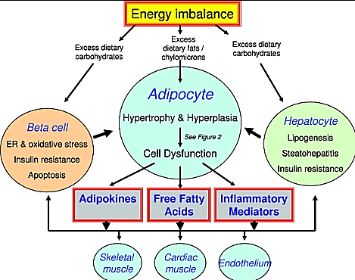 Energy imbalance
Excess dietary
carbohydrates
Excess
dietary fats /
chylomicrons
Excess dietary
carbohydrates
Adipocyte
Hypertrophy & Hyperplasia
See Figure 2
Cell Dysfunction
Beta cell
ER & oxidative stress
Insulin resistance
Apoptosis
Hepatocyte
Lipogenesis
Steatohepatitis
Insulin resistance
Adipokines
Free Fatty
Acids
Inflammatory
Mediators
Skeletal
muscle
Cardiac
muscle
Endothelium